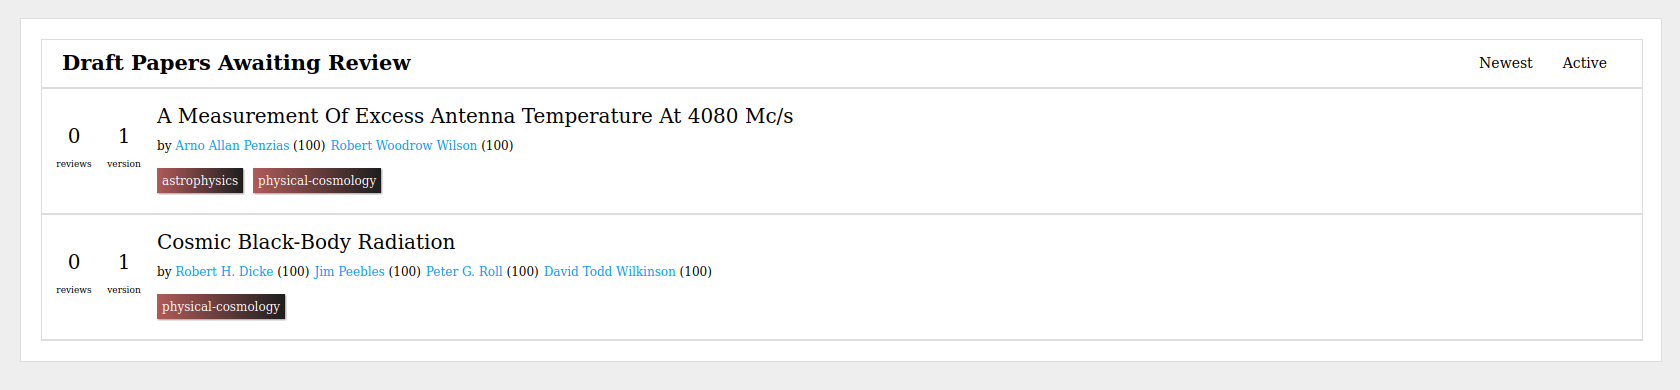 Draft Papers Awaiting Review
Newest Active
A Measurement Of Excess Antenna Temperature At 4080 Mc/s
0 reviews
1 version
by Arno Allan Penzias (100) Robert Woodrow Wilson (100)
astrophysics physical-cosmology
Cosmic Black-Body Radiation
0 reviews
1 version
by Robert H. Dicke (100) Jim Peebles (100) Peter G. Roll (100) David Todd Wilkinson (100)
physical-cosmology